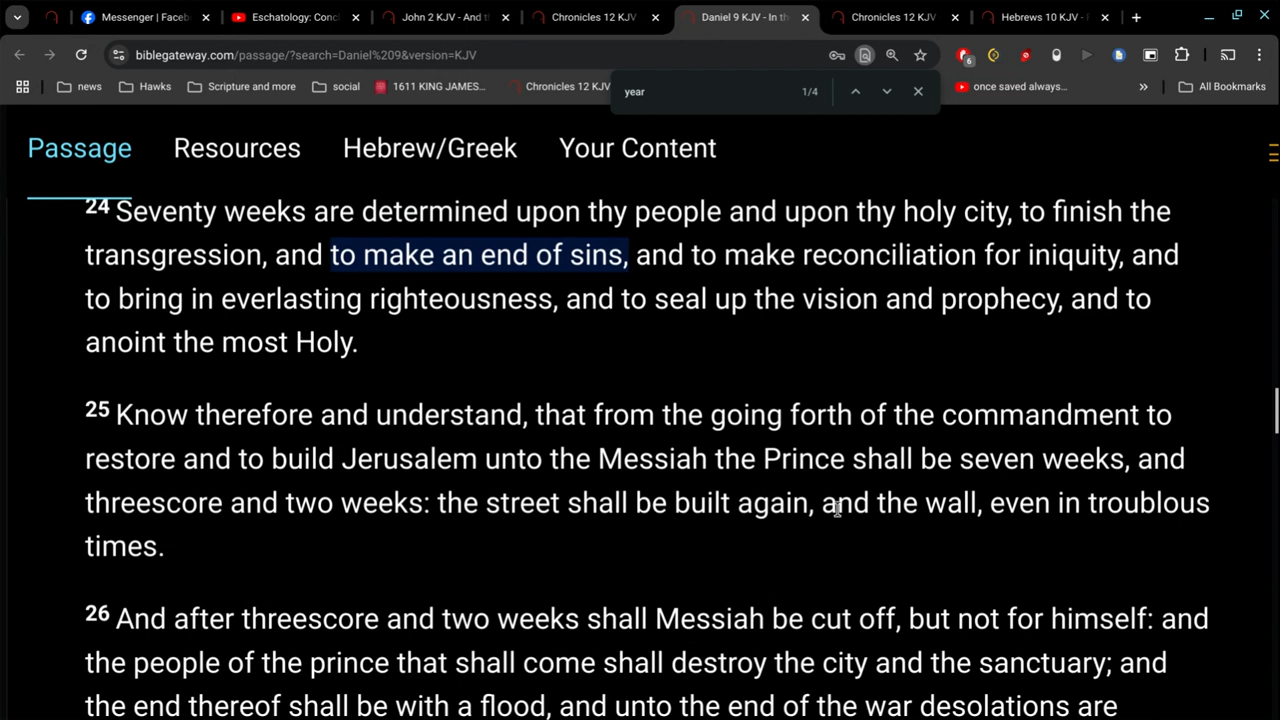 Messenger | Faceb
Eschatology: Conc
John 2 KJV - And th
Chronicles 12 KJV
Daniel 9 KJV - In th
Chronicles 12 KJV
Hebrews 10 KJV - F
biblegateway.com/passage/?search=Daniel%209&version=KJV
6
news
Hawks
Scripture and more
social
1611 KING JAMES...
Chronicles 12 KJV
once saved always...
All Bookmarks
year 1/4
Passage Resources Hebrew/Greek Your Content
24 Seventy weeks are determined upon thy people and upon thy holy city, to finish the
transgression, and to make an end of sins, and to make reconciliation for iniquity, and
to bring in everlasting righteousness, and to seal up the vision and prophecy, and to
anoint the most Holy.
25 Know therefore and understand, that from the going forth of the commandment to
restore and to build Jerusalem unto the Messiah the Prince shall be seven weeks, and
threescore and two weeks: the street shall be built again, and the wall, even in troublous
times.
26 And after threescore and two weeks shall Messiah be cut off, but not for himself: and
the people of the prince that shall come shall destroy the city and the sanctuary; and
the end thereof shall be with a flood, and unto the end of the war desolations are